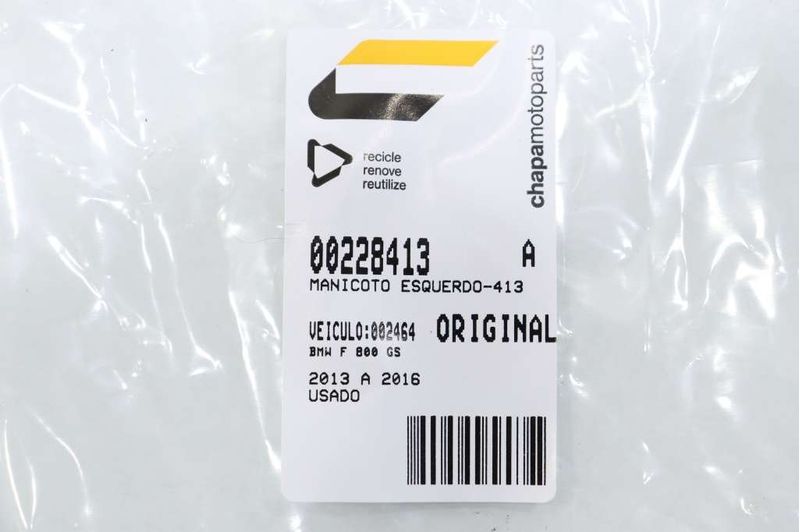 chapamotoparts
recicle
renove
reutilize
00228413 A
MANICOTO ESQUERDO-413
VEICULO:002464 ORIGINAL
BMW F 800 GS
2013 A 2016
USADO